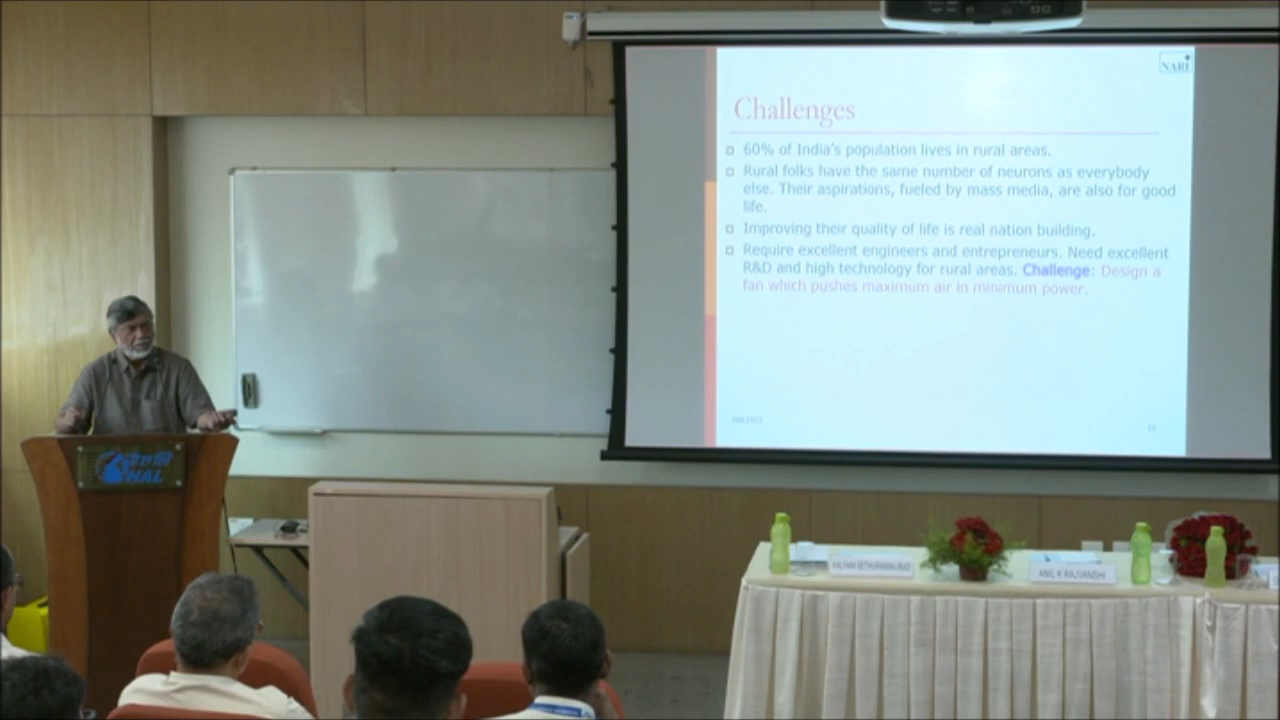 NARI
Challenges
60% of India's population lives in rural areas.
Rural folks have the same number of neurons as everybody
else. Their aspirations, fueled by mass media, are also for good
life.
Improving their quality of life is real nation building.
Require excellent engineers and entrepreneurs. Need excellent
R&D and high technology for rural areas. Challenge: Design a
fan which pushes maximum air in minimum power.
12
HAL
ANIL K RAJVANSHI